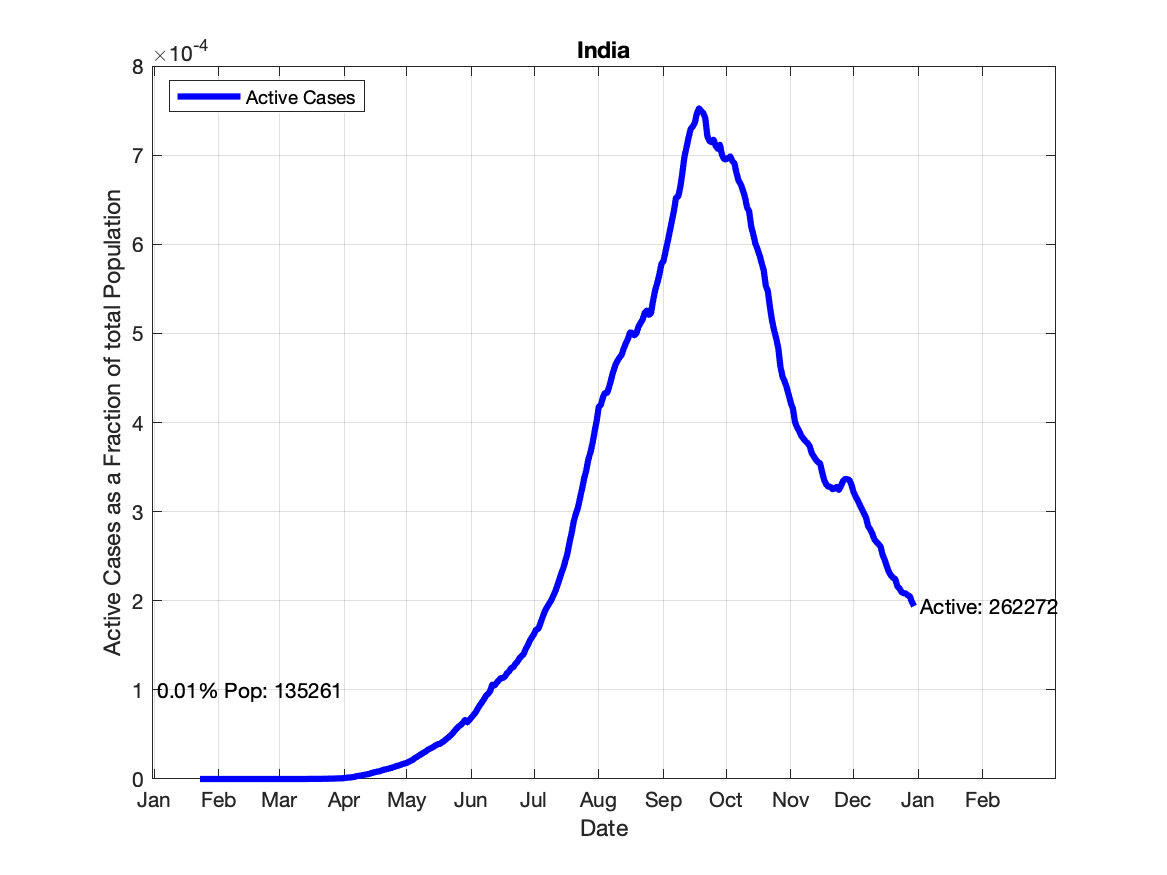 India
×10-4
Active Cases
8
7
6
5
4
3
2
1
0
Active Cases as a Fraction of total Population
0.01% Pop: 135261
Active: 262272
Jan Feb Mar Apr May Jun Jul Aug Sep Oct Nov Dec Jan Feb
Date